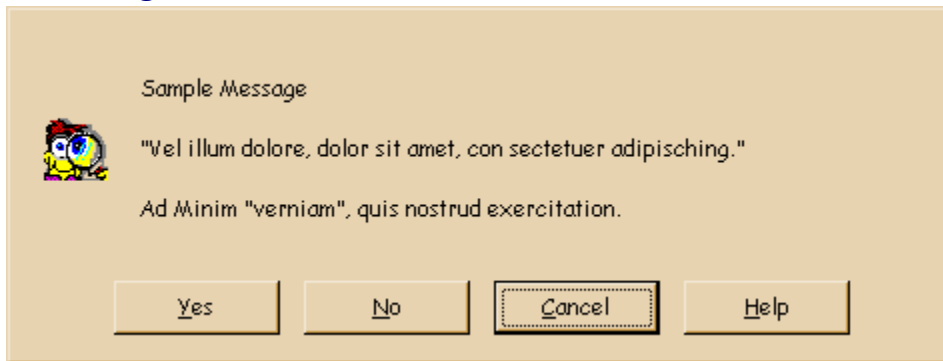 Sample Message
"Vel illum dolore, dolor sit amet, con sectetuer adipisching."
Ad Minim "verniam", quis nostrud exercitation.
Yes
No
Cancel
Help